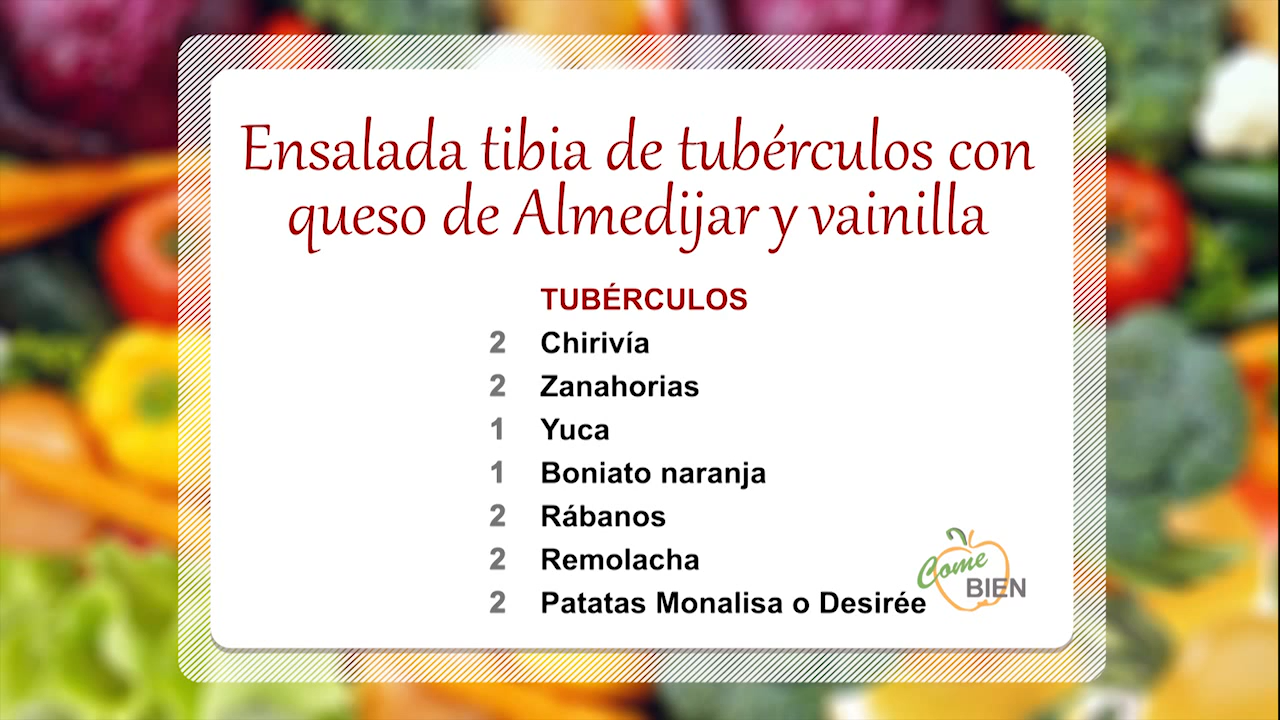 Ensalada tibia de tubérculos con
queso de Almedijar y vainilla
TUBÉRCULOS
2 Chirivía
2 Zanahorias
1 Yuca
1 Boniato naranja
2 Rábanos
2 Remolacha
2 Patatas Monalisa o Desirée
Come
BIEN